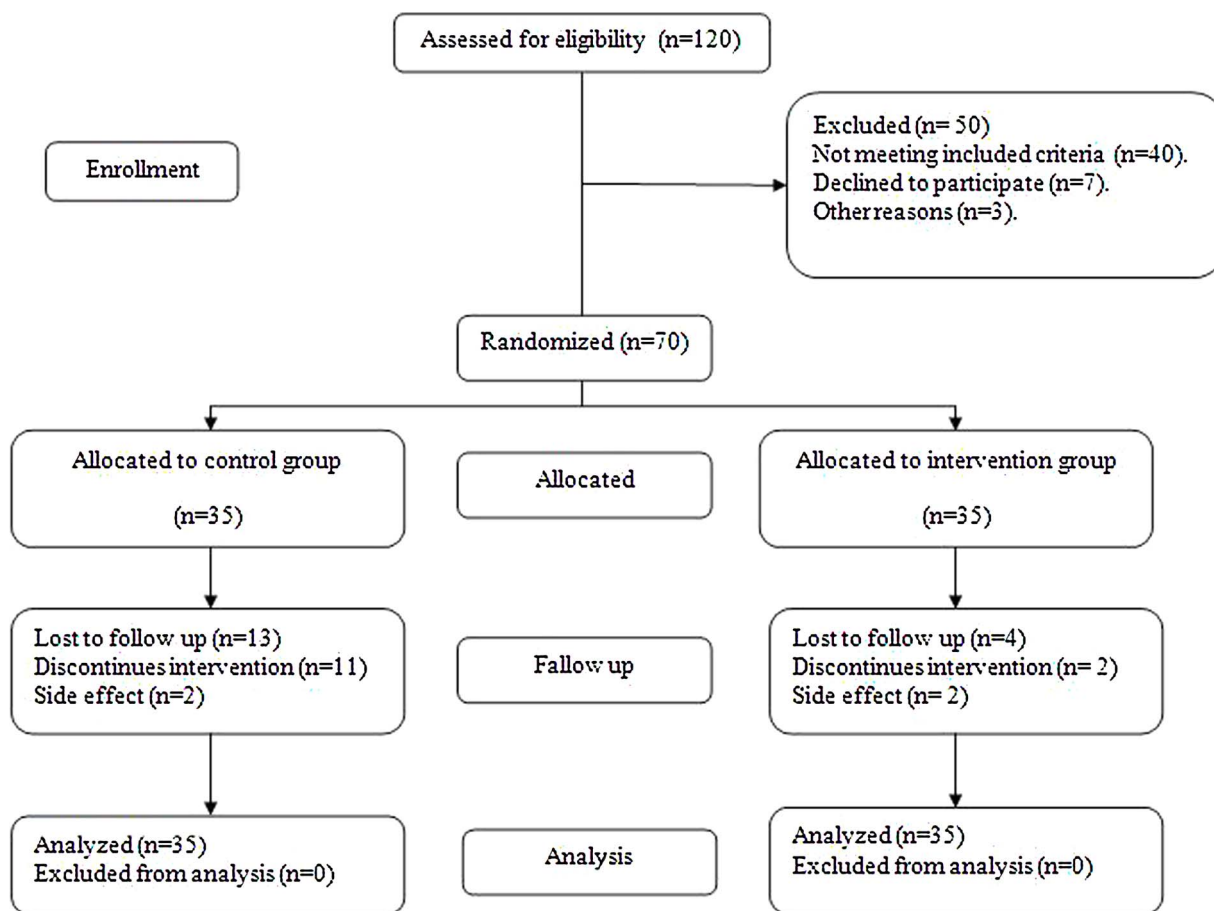 Assessed for eligibility (n=120)
Excluded (n= 50)
Not meeting included criteria (n=40).
Declined to participate (n=7).
Other reasons (n=3).
Enrollment
Randomized (n=70)
Allocated to control group
(n=35)
Allocated
Allocated to intervention group
(n=35)
Lost to follow up (n=13)
Discontinues intervention (n=11)
Side effect (n=2)
Fallow up
Lost to follow up (n=4)
Discontinues intervention (n= 2)
Side effect (n= 2)
Analyzed (n=35)
Excluded from analysis (n=0)
Analysis
Analyzed (n=35)
Excluded from analysis (n=0)